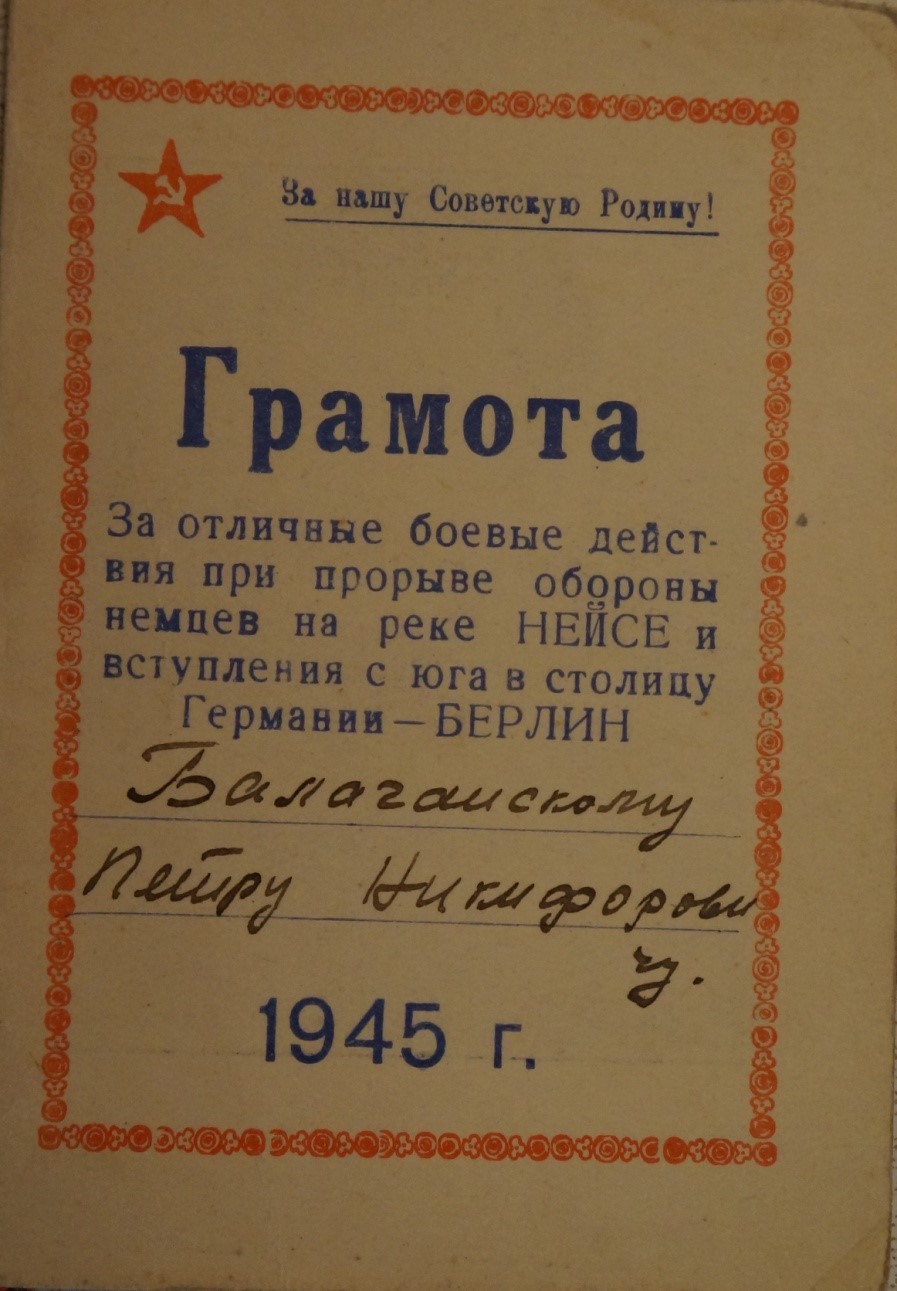 За нашу Советскую Родину!
Грамота
За отличные боевые дейст-
вия при прорыве обороны
немцев на реке НЕЙСЕ и
вступления с юга в столицу
Германии — БЕРЛИН
Балаганскому
Петру Никифорови
чу.
1945 г.